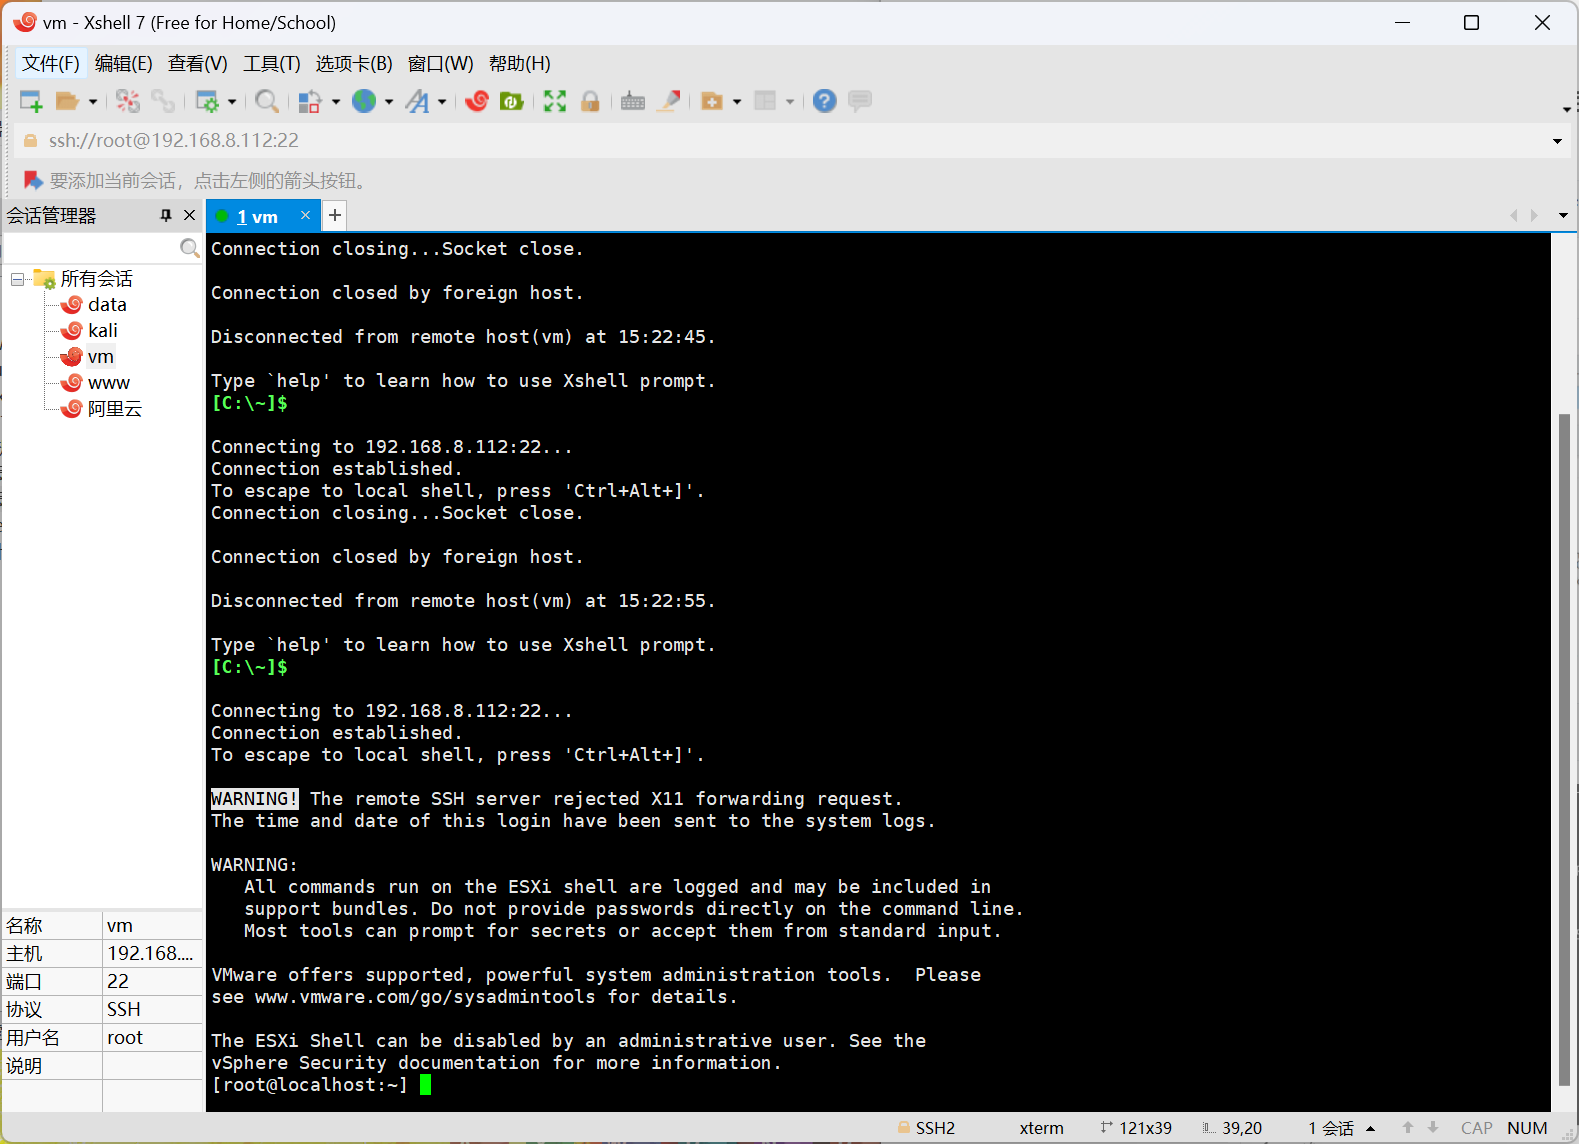 vm - Xshell 7 (Free for Home/School)
文件(F) 编辑(E) 查看(V) 工具(T) 选项卡(B) 窗口(W) 帮助(H)
ssh://root@192.168.8.112:22
要添加当前会话，点击左侧的箭头按钮。
会话管理器
1 vm
所有会话
data
kali
vm
www
阿里云
名称 vm
主机 192.168....
端口 22
协议 SSH
用户名 root
说明
Connection closing...Socket close.
Connection closed by foreign host.
Disconnected from remote host(vm) at 15:22:45.
Type `help' to learn how to use Xshell prompt.
[C:\~]$
Connecting to 192.168.8.112:22...
Connection established.
To escape to local shell, press 'Ctrl+Alt+]'.
Connection closing...Socket close.
Connection closed by foreign host.
Disconnected from remote host(vm) at 15:22:55.
Type `help' to learn how to use Xshell prompt.
[C:\~]$
Connecting to 192.168.8.112:22...
Connection established.
To escape to local shell, press 'Ctrl+Alt+]'.
WARNING! The remote SSH server rejected X11 forwarding request.
The time and date of this login have been sent to the system logs.
WARNING:
All commands run on the ESXi shell are logged and may be included in
support bundles. Do not provide passwords directly on the command line.
Most tools can prompt for secrets or accept them from standard input.
VMware offers supported, powerful system administration tools.  Please
see www.vmware.com/go/sysadmintools for details.
The ESXi Shell can be disabled by an administrative user. See the
vSphere Security documentation for more information.
[root@localhost:~]
SSH2 xterm 121x39 39,20 1 会话 CAP NUM